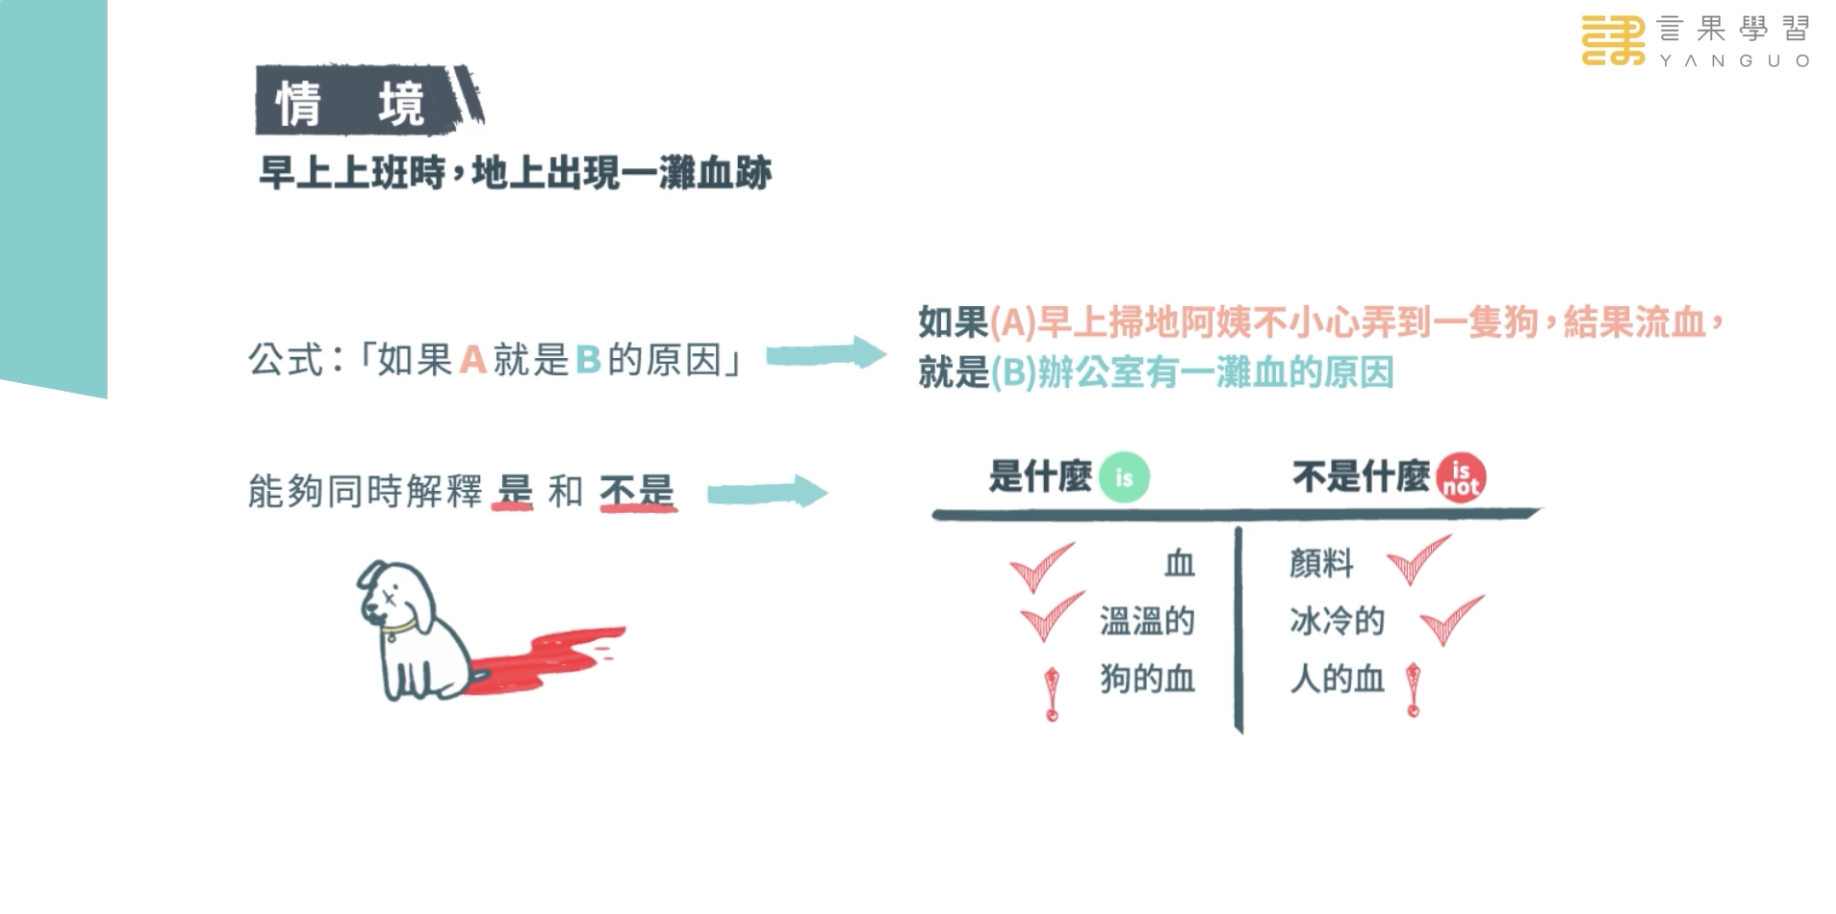 言果學習
YANGUO
情境
早上上班時，地上出現一灘血跡
公式：「如果A就是B的原因」
如果(A)早上掃地阿姨不小心弄到一隻狗，結果流血，
就是(B)辦公室有一灘血的原因
能夠同時解釋 是 和 不是
是什麼 is
不是什麼 is not
血 顏料
溫溫的 冰冷的
狗的血 人的血